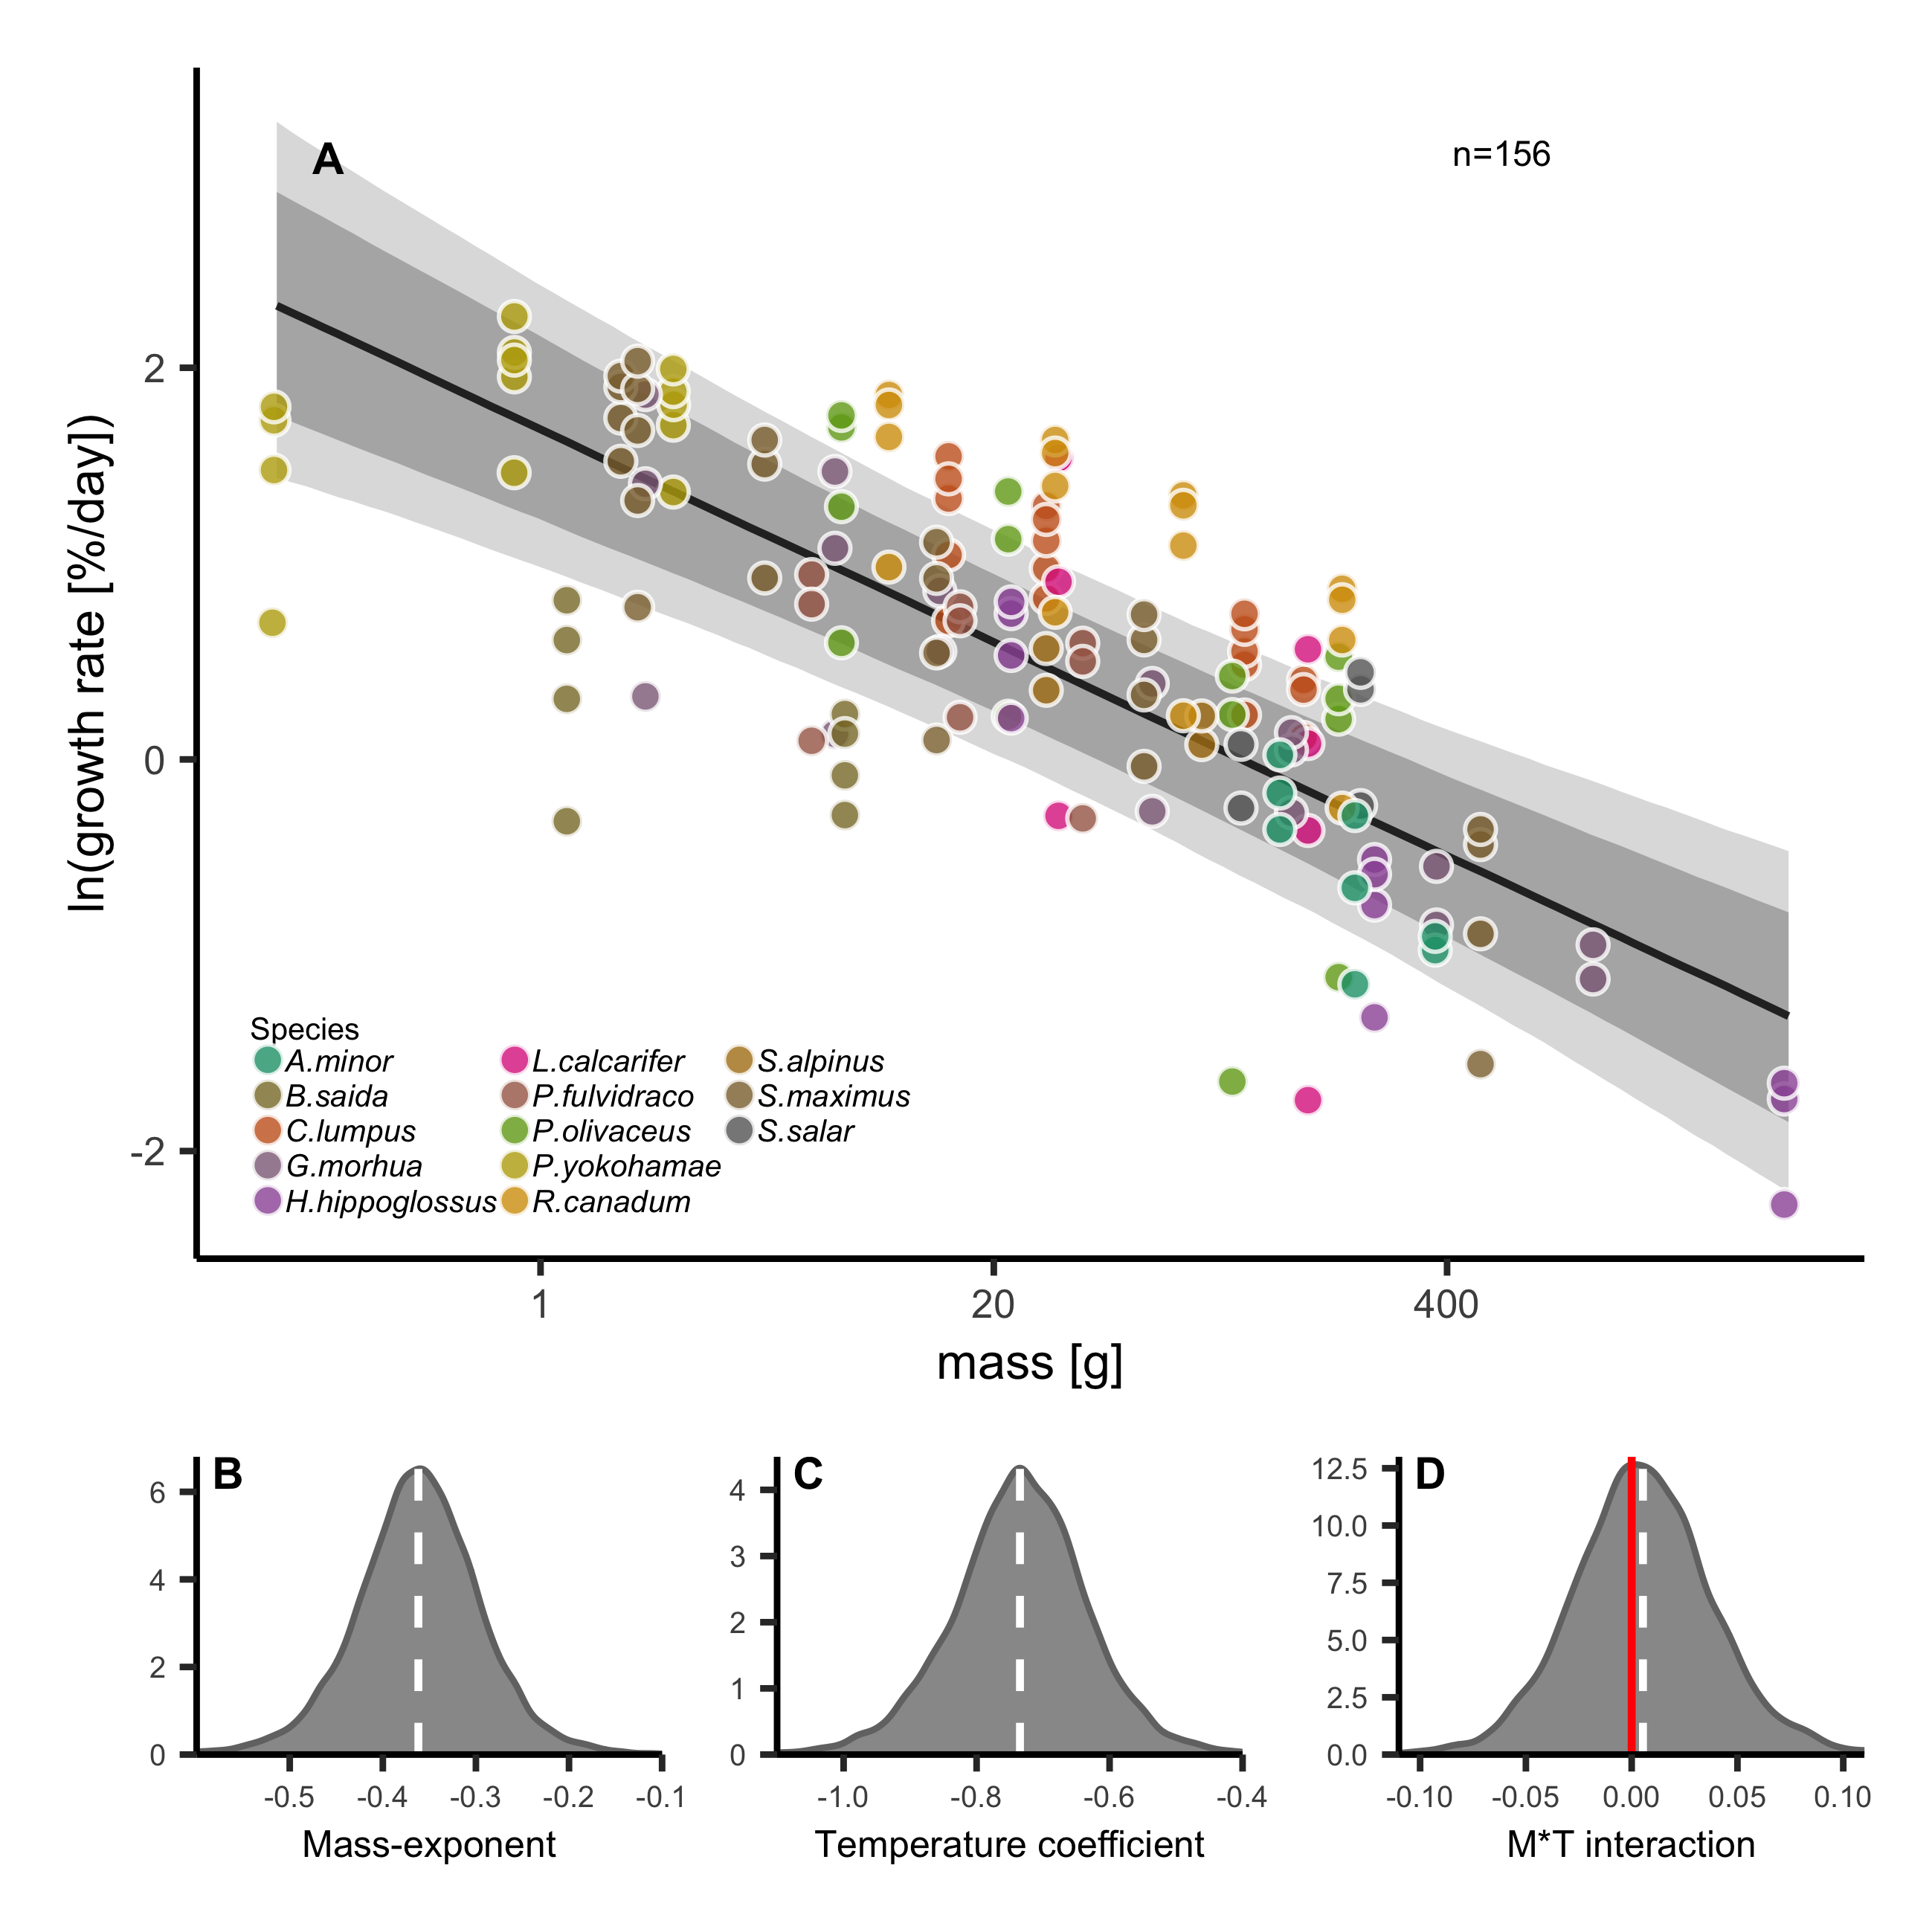 A
n=156
ln(growth rate [%/day])
2
0
-2
Species
A.minor L.calcarifer S.alpinus
B.saida P.fulvidraco S.maximus
C.lumpus P.olivaceus S.salar
G.morhua P.yokohamae
H.hippoglossus R.canadum
1 20 400
mass [g]
B
6
4
2
0
-0.5 -0.4 -0.3 -0.2 -0.1
Mass-exponent
C
4
3
2
1
0
-1.0 -0.8 -0.6 -0.4
Temperature coefficient
D
12.5
10.0
7.5
5.0
2.5
0.0
-0.10 -0.05 0.00 0.05 0.10
M*T interaction